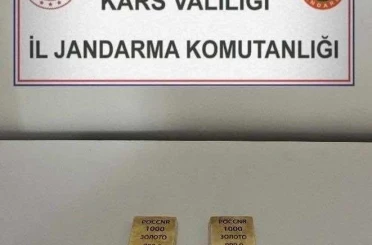 KARS VALİLİĞİ
İL JANDARMA KOMUTANLIĞI
РОССИЯ
1000
ЗОЛОТО
РОССИЯ
1000
ЗОЛОТО